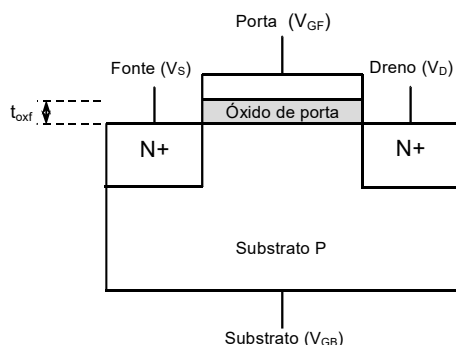 Porta (V_GF)
Fonte (V_S)
Dreno (V_D)
t_oxf
Óxido de porta
N+
N+
Substrato P
Substrato (V_GB)